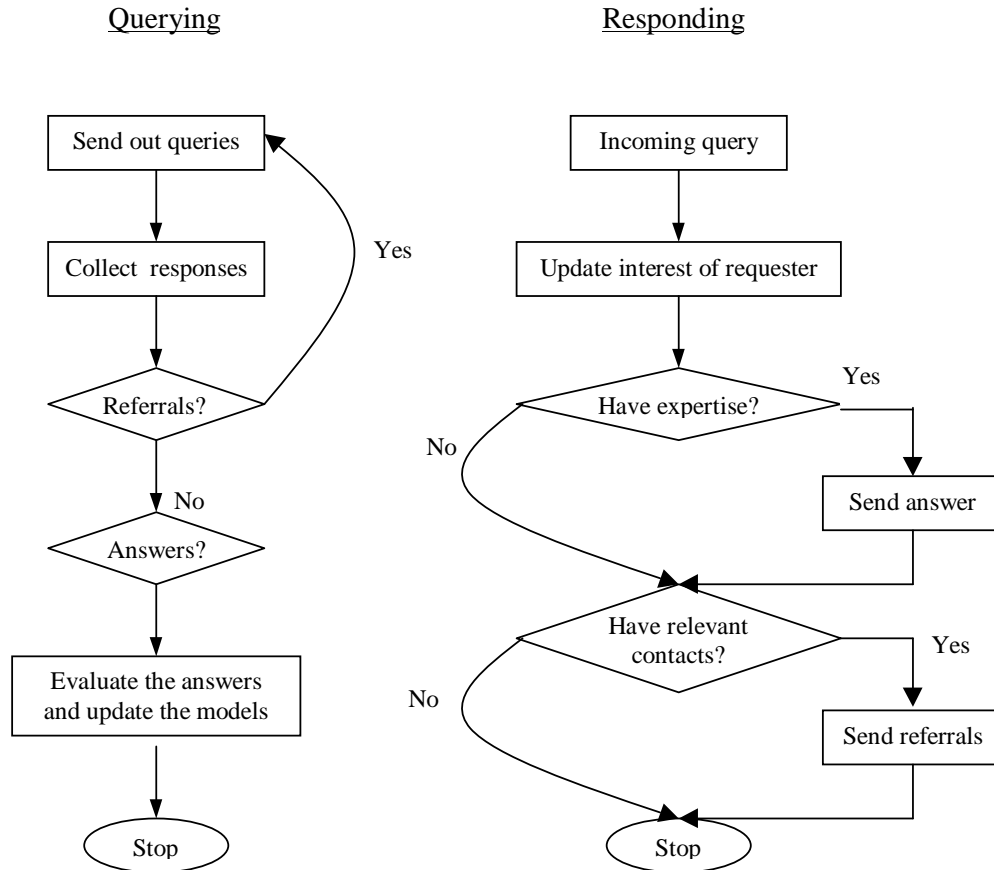 Querying
Send out queries
Collect responses
Yes
Referrals?
No
Answers?
Evaluate the answers
and update the models
Stop
Responding
Incoming query
Update interest of requester
Have expertise?
Yes
No
Send answer
Have relevant
contacts?
Yes
No
Send referrals
Stop